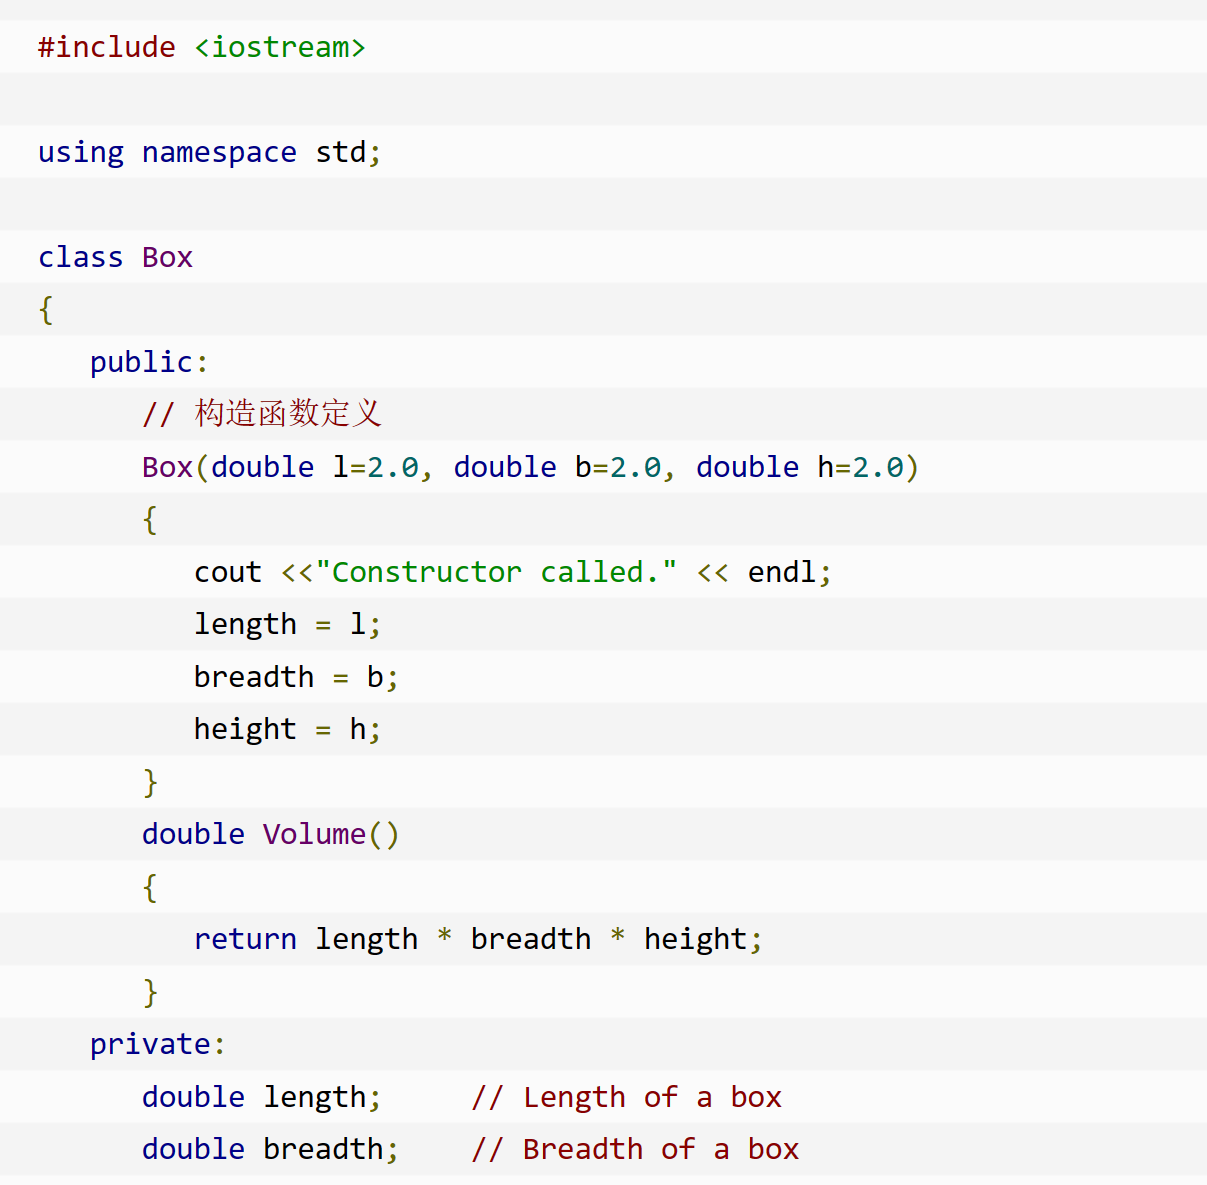 #include <iostream>
using namespace std;
class Box
{
public:
// 构造函数定义
Box(double l=2.0, double b=2.0, double h=2.0)
{
cout <<"Constructor called." << endl;
length = l;
breadth = b;
height = h;
}
double Volume()
{
return length * breadth * height;
}
private:
double length;     // Length of a box
double breadth;    // Breadth of a box